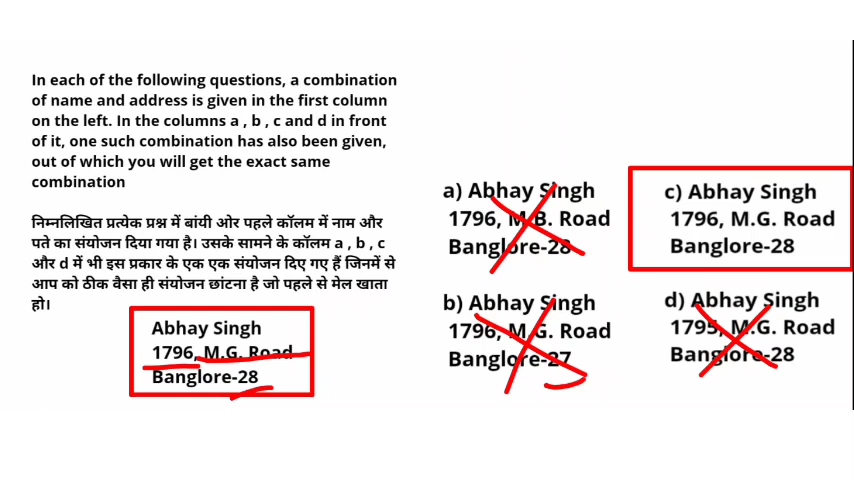 In each of the following questions, a combination
of name and address is given in the first column
on the left. In the columns a , b , c and d in front
of it, one such combination has also been given,
out of which you will get the exact same
combination
निम्नलिखित प्रत्येक प्रश्न में बांयी ओर पहले कॉलम में नाम और
पते का संयोजन दिया गया है। उसके सामने के कॉलम a , b , c
और d में भी इस प्रकार के एक एक संयोजन दिए गए हैं जिनमें से
आप को ठीक वैसा ही संयोजन छांटना है जो पहले से मेल खाता
हो।
Abhay Singh
1796, M.G. Road
Banglore-28
a) Abhay Singh
1796, M.B. Road
Banglore-28
b) Abhay Singh
1796, M.G. Road
Banglore-27
c) Abhay Singh
1796, M.G. Road
Banglore-28
d) Abhay Singh
1795, M.G. Road
Banglore-28